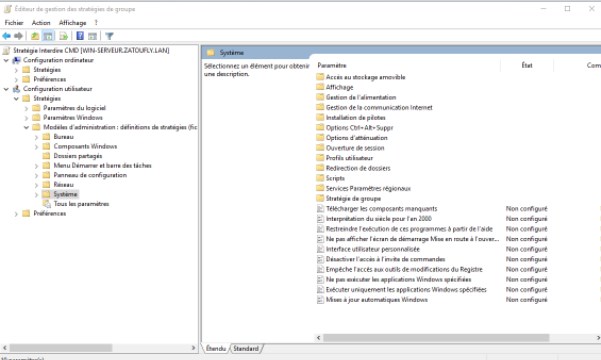 Éditeur de gestion des stratégies de groupe
Fichier Action Affichage ?
Stratégie Interdire CMD [WIN-SERVEUR.ZATOUFLY.LAN]
Configuration ordinateur
Stratégies
Préférences
Configuration utilisateur
Stratégies
Paramètres du logiciel
Paramètres Windows
Modèles d'administration : définitions de stratégies (fic
Bureau
Composants Windows
Dossiers partagés
Menu Démarrer et barre des tâches
Panneau de configuration
Réseau
Système
Tous les paramètres
Préférences
Système
Sélectionnez un élément pour obtenir
une description.
Paramètre État Com
Accès au stockage amovible
Affichage
Gestion de l'alimentation
Gestion de la communication Internet
Installation de pilotes
Options Ctrl+Alt+Suppr
Options d'atténuation
Ouverture de session
Profils utilisateur
Redirection de dossiers
Scripts
Services Paramètres régionaux
Stratégie de groupe
Télécharger les composants manquants Non configuré
Interprétation du siècle pour l'an 2000 Non configuré
Restreindre l'exécution de ces programmes à partir de l'aide Non configuré
Ne pas afficher l'écran de démarrage Mise en route à l'ouver... Non configuré
Interface utilisateur personnalisée Non configuré
Désactiver l'accès à l'invite de commandes Non configuré
Empêche l'accès aux outils de modifications du Registre Non configuré
Ne pas exécuter les applications Windows spécifiées Non configuré
Exécuter uniquement les applications Windows spécifiées Non configuré
Mises à jour automatiques Windows Non configuré
Étendu Standard